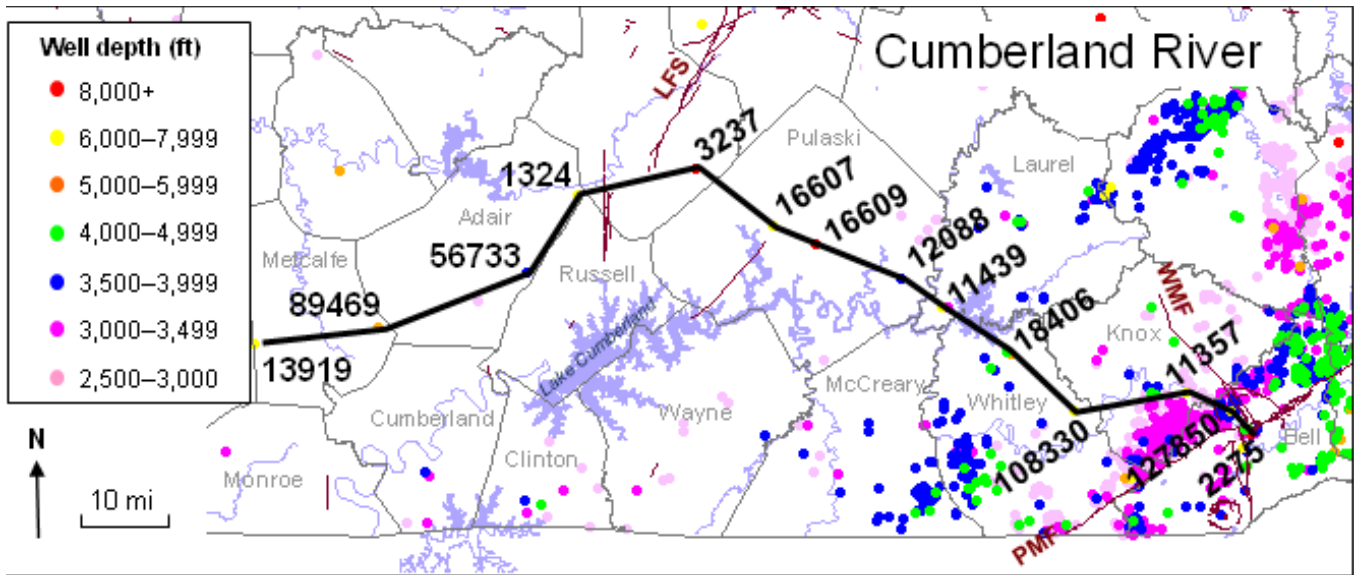 Well depth (ft)
8,000+
6,000–7,999
5,000–5,999
4,000–4,999
3,500–3,999
3,000–3,499
2,500–3,000
N
10 mi
Cumberland River
LFS
3237
Pulaski
Laurel
1324
16607
16609
Adair
12088
56733
11439
Metcalfe
Russell
WMF
89469
18406
Knox
Lake Cumberland
13919
11357
McCreary
Whitley
Cumberland
Wayne
108330
127850
2275
Bell
Clinton
Monroe
PMF